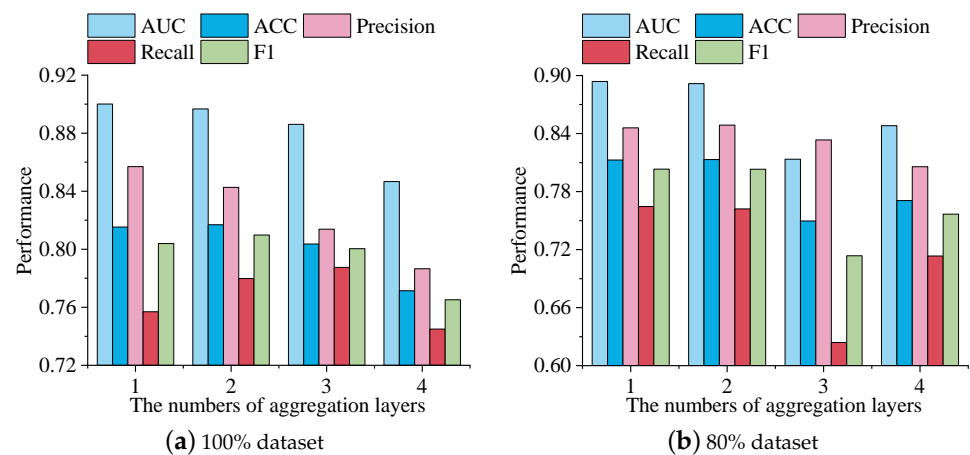 AUC ACC Precision
Recall F1
0.92
0.88
0.84
0.80
0.76
0.72
Performance
1 2 3 4
The numbers of aggregation layers
(a) 100% dataset
AUC ACC Precision
Recall F1
0.90
0.84
0.78
0.72
0.66
0.60
Performance
1 2 3 4
The numbers of aggregation layers
(b) 80% dataset